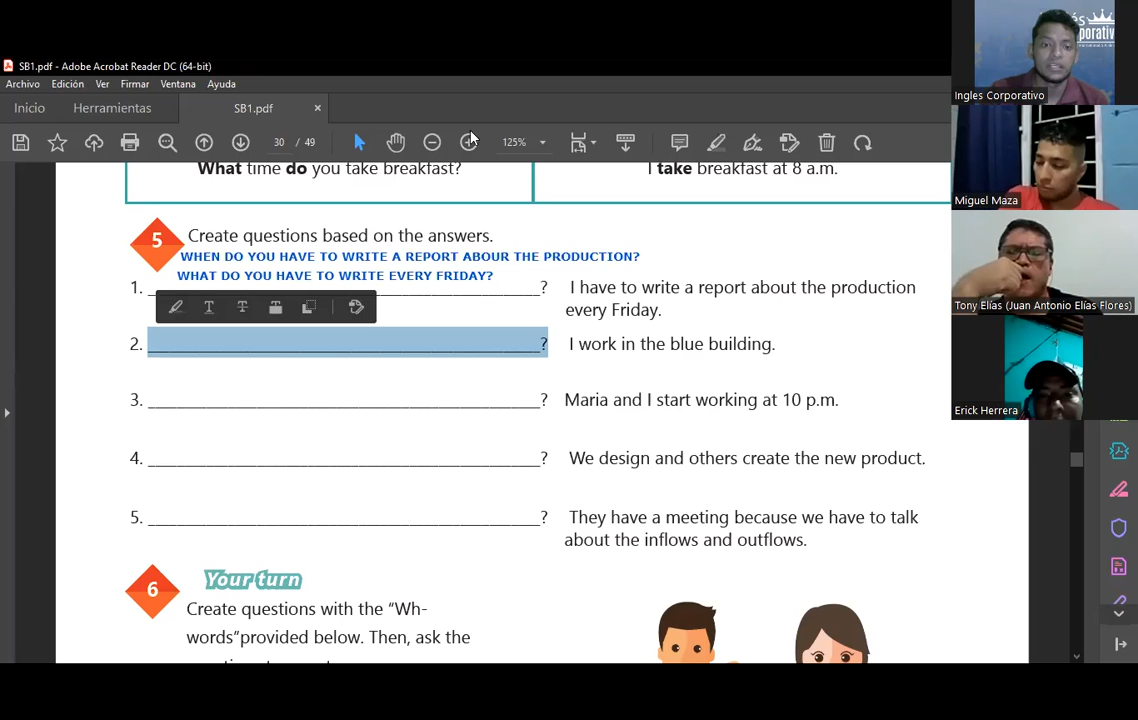 SB1.pdf - Adobe Acrobat Reader DC (64-bit)
Archivo Edición Ver Firmar Ventana Ayuda
Inicio Herramientas SB1.pdf ×
30 / 49 125%
What time do you take breakfast? I take breakfast at 8 a.m.
5 Create questions based on the answers.
WHEN DO YOU HAVE TO WRITE A REPORT ABOUR THE PRODUCTION?
WHAT DO YOU HAVE TO WRITE EVERY FRIDAY?
1. ? I have to write a report about the production
every Friday.
2. ? I work in the blue building.
3. ? Maria and I start working at 10 p.m.
4. ? We design and others create the new product.
5. ? They have a meeting because we have to talk
about the inflows and outflows.
6 Your turn
Create questions with the “Wh-
words”provided below. Then, ask the
Ingles Corporativo
Miguel Maza
Tony Elías (Juan Antonio Elías Flores)
Erick Herrera